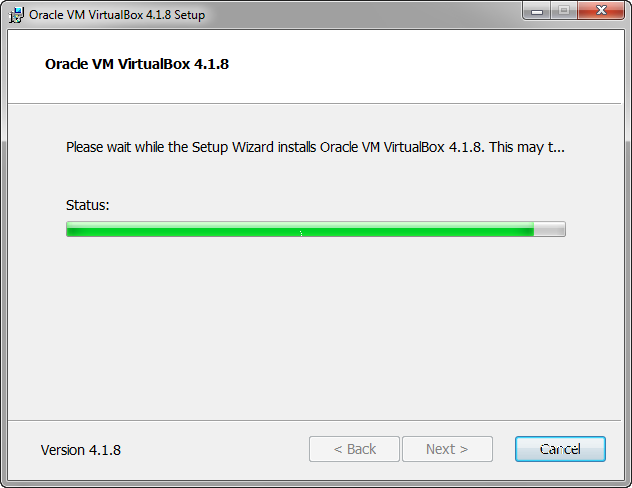 Oracle VM VirtualBox 4.1.8 Setup
Oracle VM VirtualBox 4.1.8
Please wait while the Setup Wizard installs Oracle VM VirtualBox 4.1.8. This may t...
Status:
Version 4.1.8
< Back
Next >
Cancel